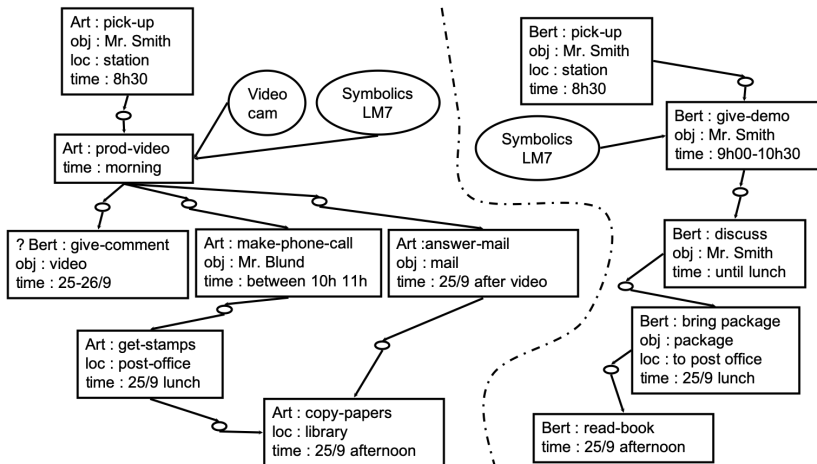 Art : pick-up
obj : Mr. Smith
loc : station
time : 8h30
Video
cam
Symbolics
LM7
Art : prod-video
time : morning
? Bert : give-comment
obj : video
time : 25-26/9
Art : make-phone-call
obj : Mr. Blund
time : between 10h 11h
Art :answer-mail
obj : mail
time : 25/9 after video
Art : get-stamps
loc : post-office
time : 25/9 lunch
Art : copy-papers
loc : library
time : 25/9 afternoon
Bert : pick-up
obj : Mr. Smith
loc : station
time : 8h30
Symbolics
LM7
Bert : give-demo
obj : Mr. Smith
time : 9h00-10h30
Bert : discuss
obj : Mr. Smith
time : until lunch
Bert : bring package
obj : package
loc : to post office
time : 25/9 lunch
Bert : read-book
time : 25/9 afternoon